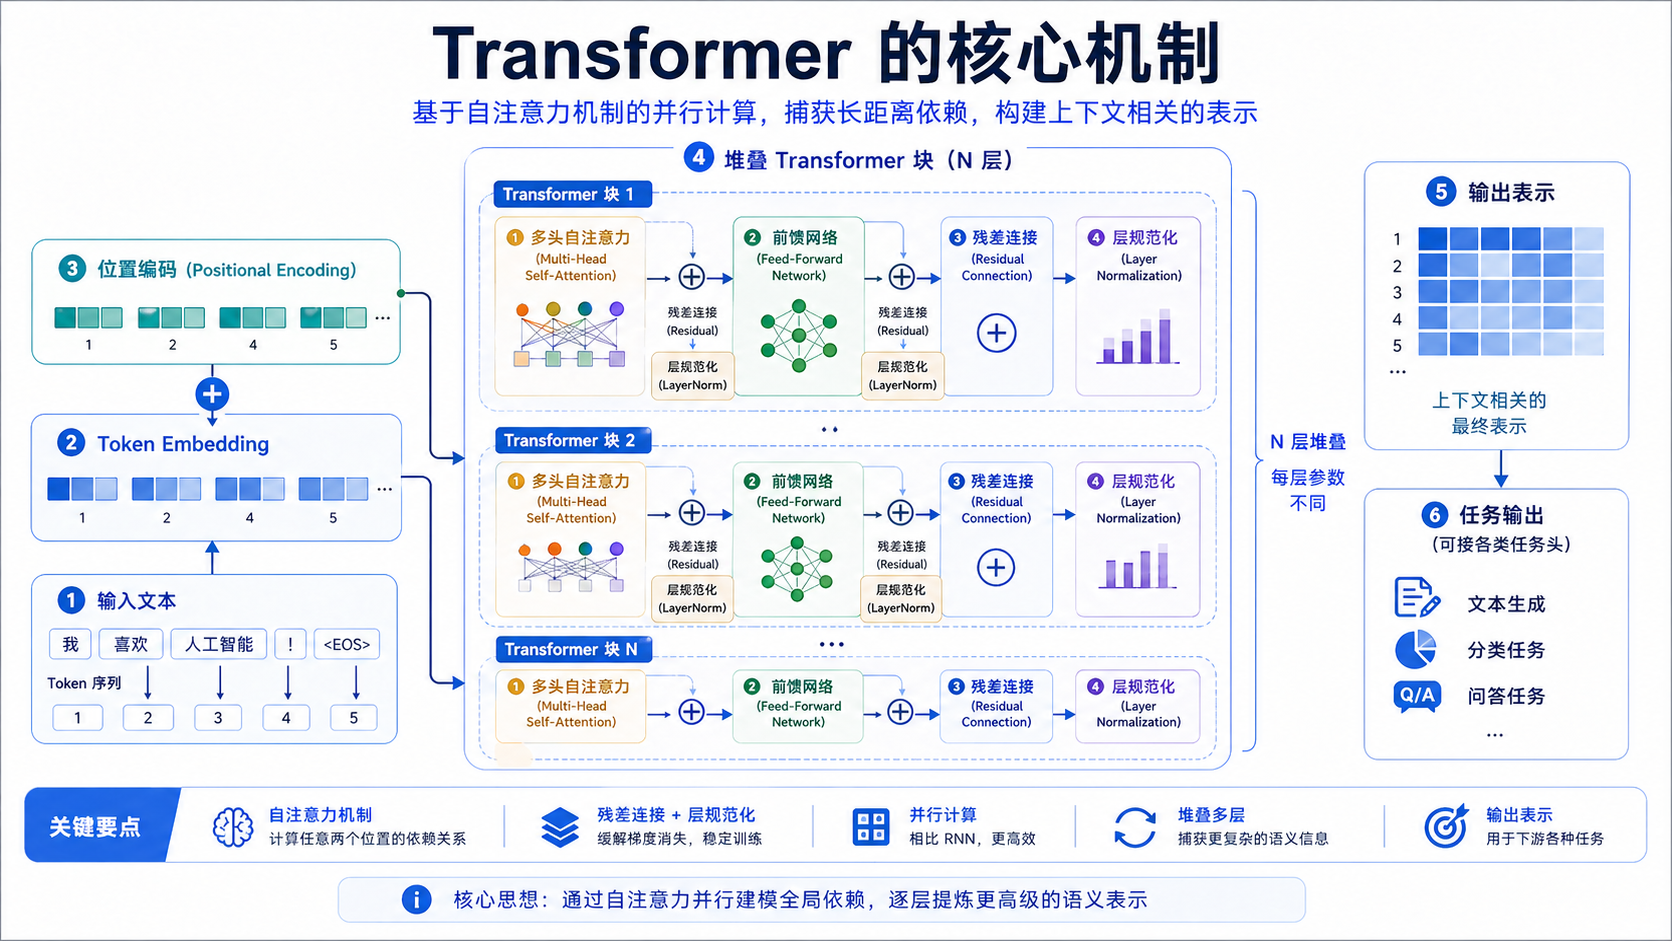 Transformer 的核心机制
基于自注意力机制的并行计算，捕获长距离依赖，构建上下文相关的表示
3 位置编码 (Positional Encoding)
1 2 4 5 ...
2 Token Embedding
1 2 4 5 ...
1 输入文本
我 喜欢 人工智能 ! <EOS>
Token 序列
1 2 3 4 5
4 堆叠 Transformer 块（N 层）
Transformer 块 1
1 多头自注意力
(Multi-Head
Self-Attention)
残差连接
(Residual)
层规范化
(LayerNorm)
2 前馈网络
(Feed-Forward
Network)
残差连接
(Residual)
层规范化
(LayerNorm)
3 残差连接
(Residual
Connection)
4 层规范化
(Layer
Normalization)
Transformer 块 2
1 多头自注意力
(Multi-Head
Self-Attention)
残差连接
(Residual)
层规范化
(LayerNorm)
2 前馈网络
(Feed-Forward
Network)
残差连接
(Residual)
层规范化
(LayerNorm)
3 残差连接
(Residual
Connection)
4 层规范化
(Layer
Normalization)
...
Transformer 块 N
1 多头自注意力
(Multi-Head
Self-Attention)
2 前馈网络
(Feed-Forward
Network)
3 残差连接
(Residual
Connection)
4 层规范化
(Layer
Normalization)
N 层堆叠
每层参数
不同
5 输出表示
1
2
3
4
5
...
上下文相关的
最终表示
6 任务输出
（可接各类任务头）
文本生成
分类任务
Q/A 问答任务
...
关键要点
自注意力机制
计算任意两个位置的依赖关系
残差连接 + 层规范化
缓解梯度消失，稳定训练
并行计算
相比 RNN，更高效
堆叠多层
捕获更复杂的语义信息
输出表示
用于下游各种任务
i 核心思想：通过自注意力并行建模全局依赖，逐层提炼更高级的语义表示